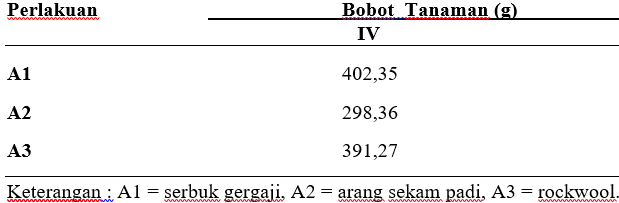 Perlakuan Bobot Tanaman (g)
IV
A1 402,35
A2 298,36
A3 391,27
Keterangan : A1 = serbuk gergaji, A2 = arang sekam padi, A3 = rockwool.